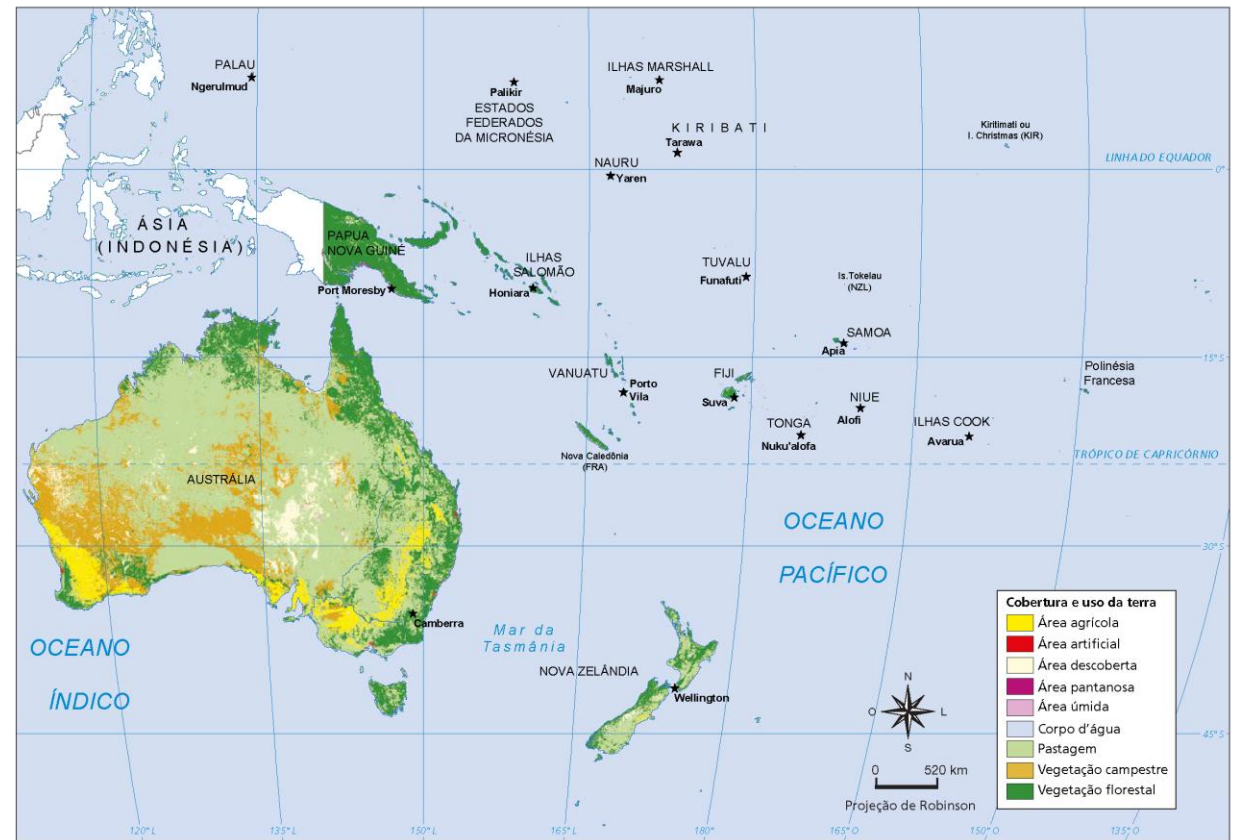 PALAU
Ngerulmud
Palikir
ESTADOS
FEDERADOS
DA MICRONÉSIA
ILHAS MARSHALL
Majuro
KIRIBATI
Tarawa
Kiritimati ou
I. Christmas (KIR)
LINHA DO EQUADOR
0°
NAURU
Yaren
ÁSIA
(INDONÉSIA)
PAPUA
NOVA GUINÉ
Port Moresby
ILHAS
SALOMÃO
Honiara
TUVALU
Funafuti
Is.Tokelau
(NZL)
SAMOA
Apia
15°S
VANUATU
Porto
Vila
FIJI
Suva
Polinésia
Francesa
NIUE
Alofi
TONGA
Nuku'alofa
ILHAS COOK
Avarua
Nova Caledônia
(FRA)
TRÓPICO DE CAPRICÓRNIO
AUSTRÁLIA
OCEANO
PACÍFICO
30°S
Camberra
Mar da
Tasmânia
OCEANO
ÍNDICO
NOVA ZELÂNDIA
Wellington
45°S
N
O
L
S
0 520 km
Projeção de Robinson
Cobertura e uso da terra
Área agrícola
Área artificial
Área descoberta
Área pantanosa
Área úmida
Corpo d'água
Pastagem
Vegetação campestre
Vegetação florestal
120°L
135°L
150°L
165°L
180°
165°O
150°O
135°O